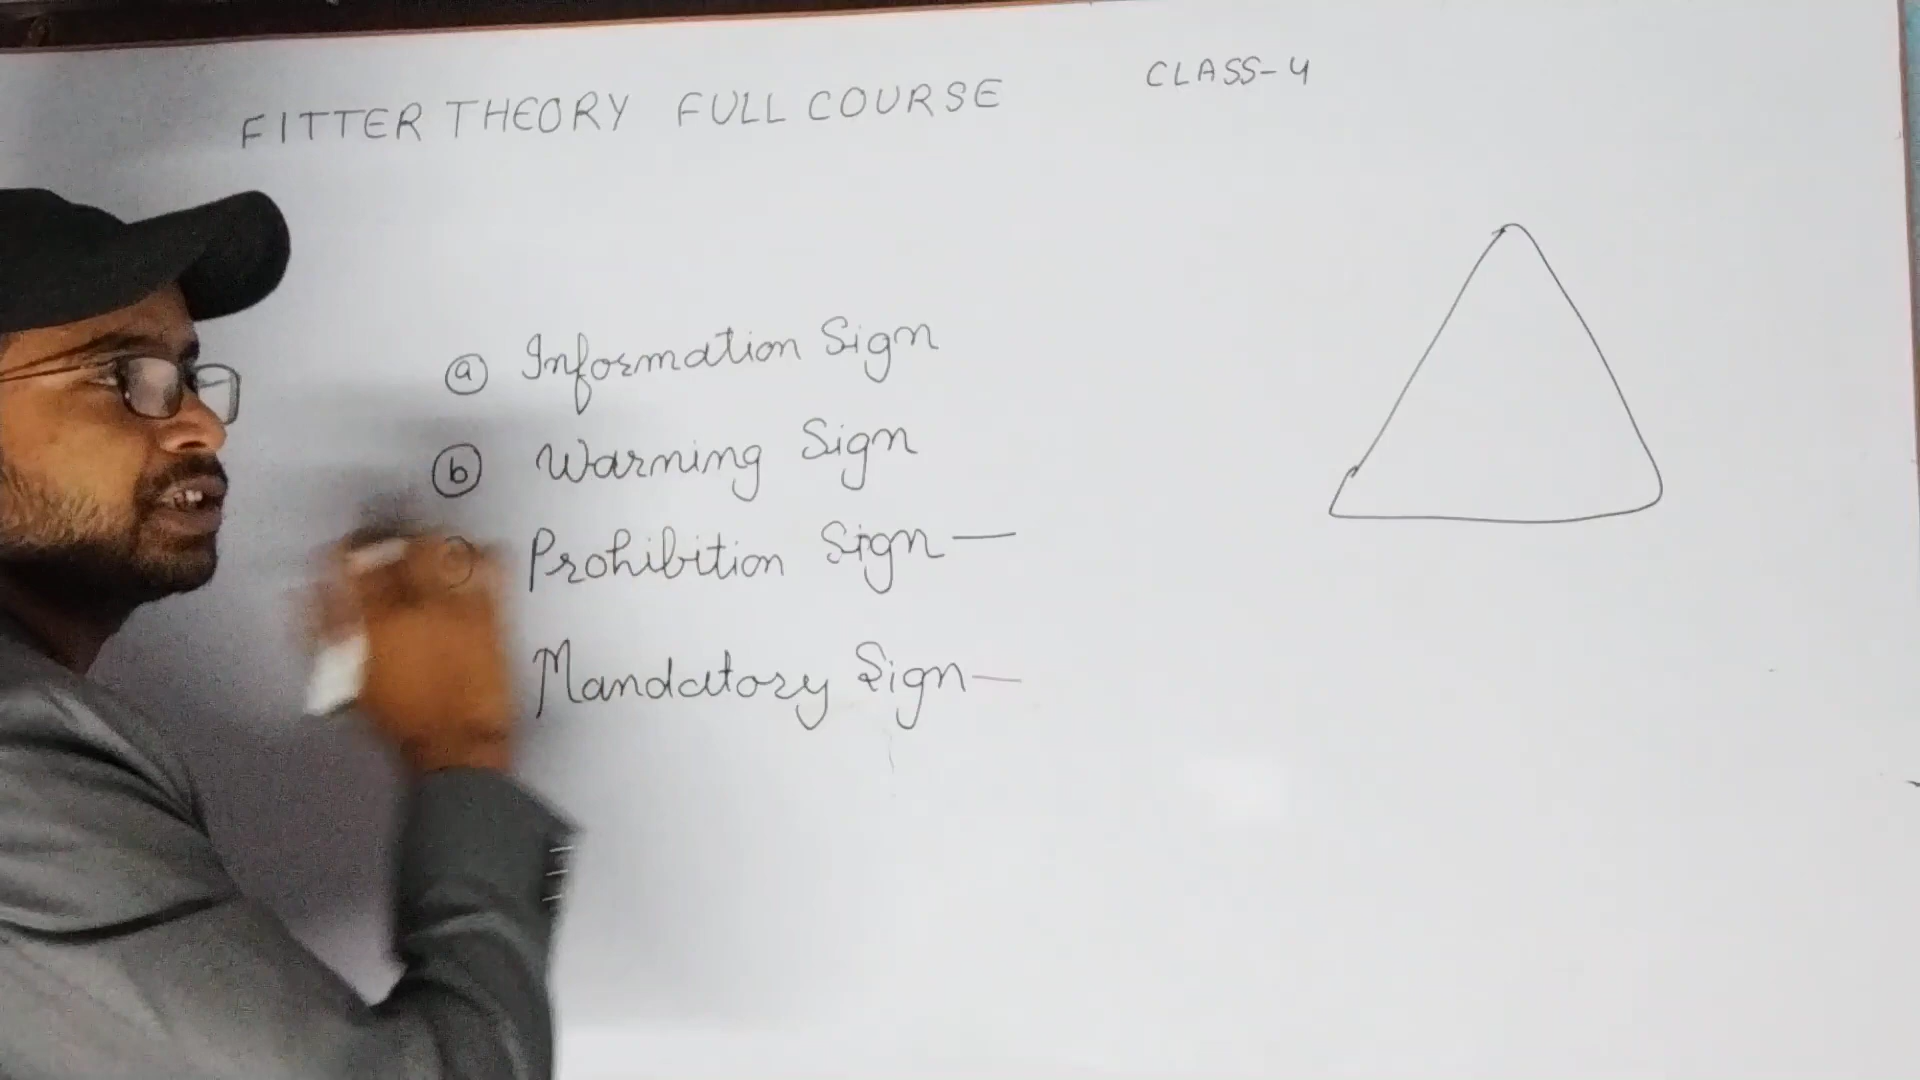 FITTER THEORY FULL COURSE CLASS-4
a Information Sign
b Warning Sign
Prohibition Sign —
Mandatory Sign —